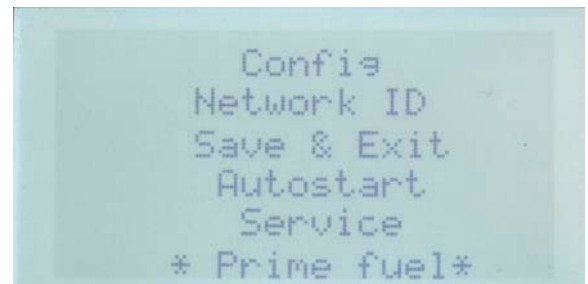 Config
Network ID
Save & Exit
Autostart
Service
* Prime fuel*